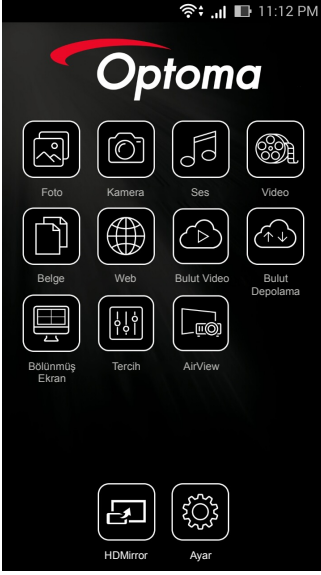 11:12 PM
Optoma
Foto
Kamera
Ses
Video
Belge
Web
Bulut Video
Bulut
Depolama
Bölünmüş
Ekran
Tercih
AirView
HDMirror
Ayar